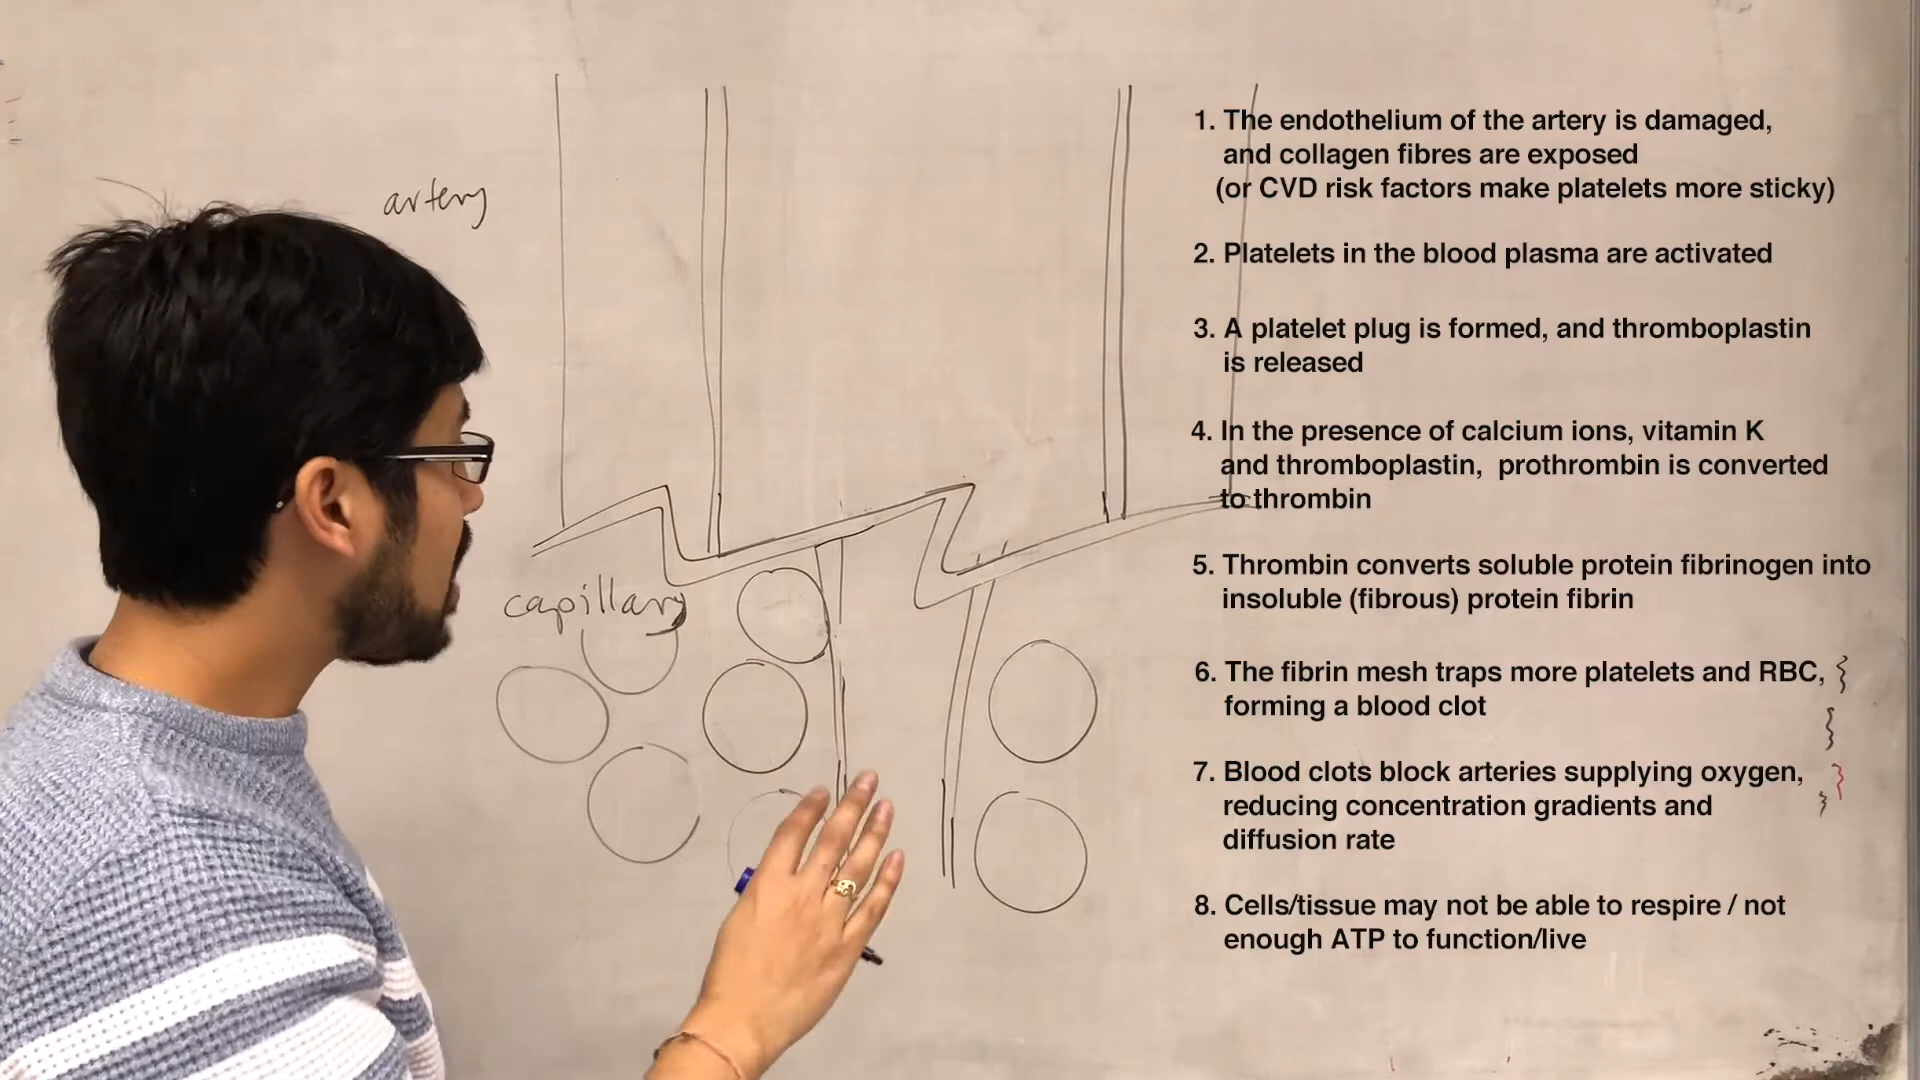 artery
capillary
1. The endothelium of the artery is damaged,
and collagen fibres are exposed
(or CVD risk factors make platelets more sticky)
2. Platelets in the blood plasma are activated
3. A platelet plug is formed, and thromboplastin
is released
4. In the presence of calcium ions, vitamin K
and thromboplastin, prothrombin is converted
to thrombin
5. Thrombin converts soluble protein fibrinogen into
insoluble (fibrous) protein fibrin
6. The fibrin mesh traps more platelets and RBC,
forming a blood clot
7. Blood clots block arteries supplying oxygen,
reducing concentration gradients and
diffusion rate
8. Cells/tissue may not be able to respire / not
enough ATP to function/live